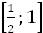 [1/2 ; 1]